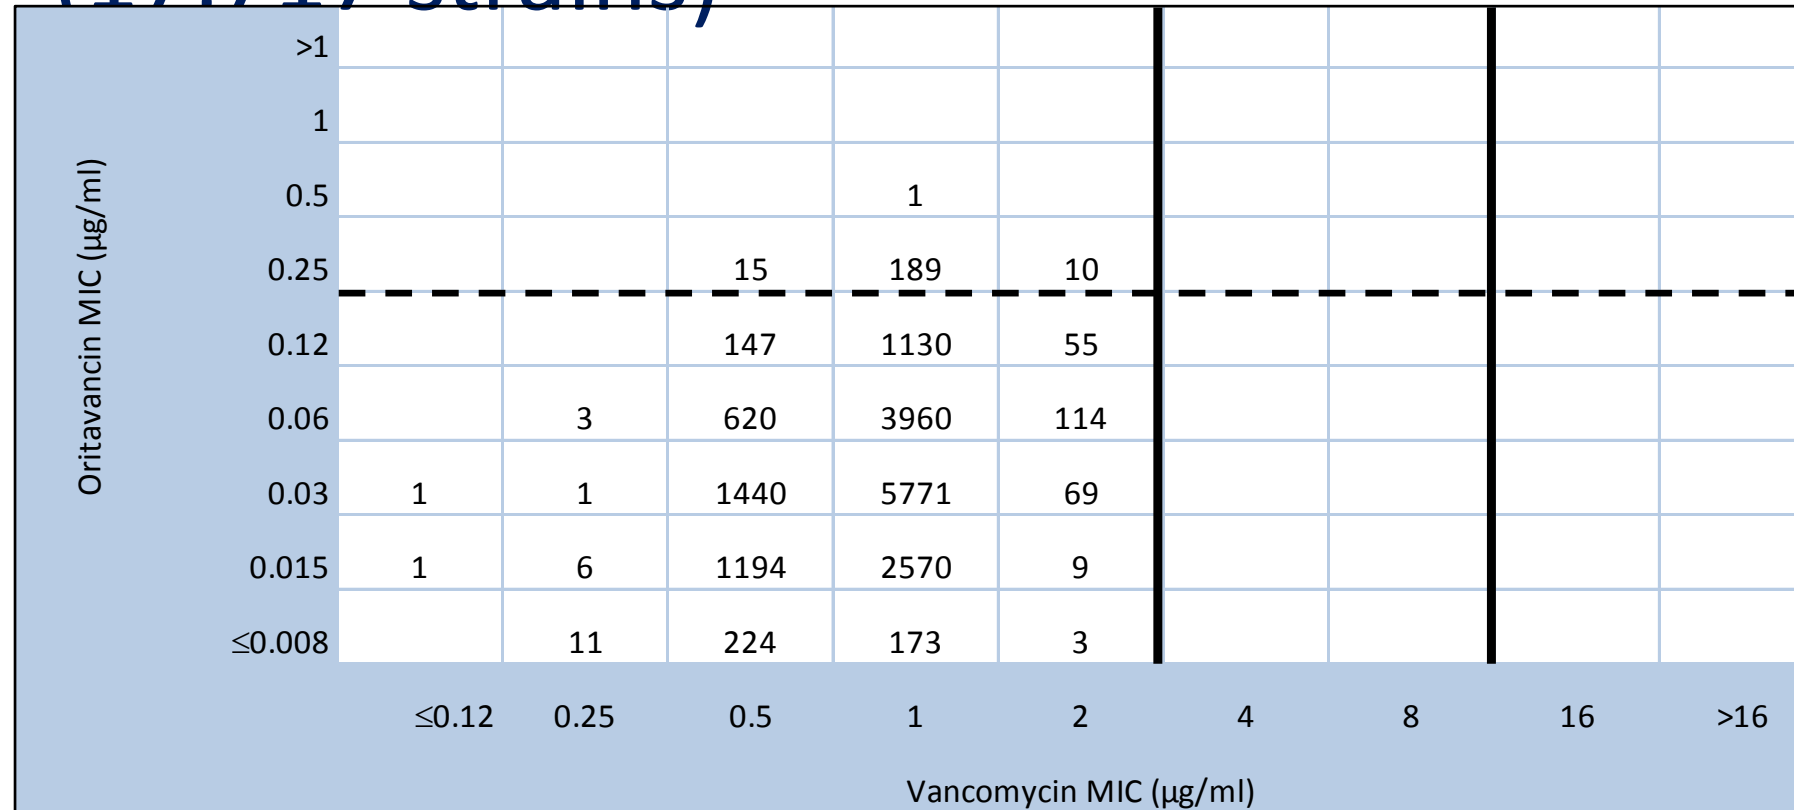 strains)
>1
1
0.5 1
0.25 15 189 10
0.12 147 1130 55
0.06 3 620 3960 114
0.03 1 1 1440 5771 69
0.015 1 6 1194 2570 9
≤0.008 11 224 173 3
≤0.12 0.25 0.5 1 2 4 8 16 >16
Oritavancin MIC (µg/ml)
Vancomycin MIC (µg/ml)